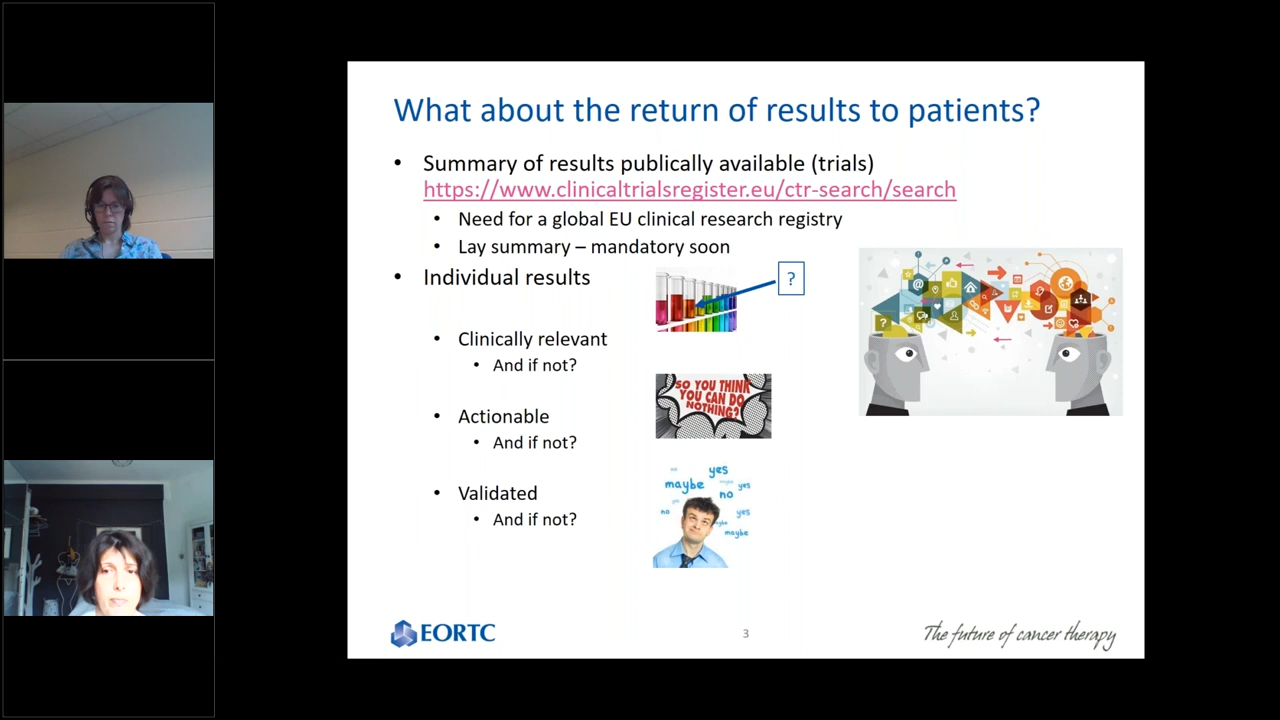 What about the return of results to patients?
• Summary of results publically available (trials)
https://www.clinicaltrialsregister.eu/ctr-search/search
• Need for a global EU clinical research registry
• Lay summary – mandatory soon
• Individual results
?
• Clinically relevant
• And if not?
SO YOU THINK
YOU CAN DO
NOTHING?
• Actionable
• And if not?
yes
maybe
yes
no
no
yes
maybe
• Validated
• And if not?
@
?
EORTC
3
The future of cancer therapy